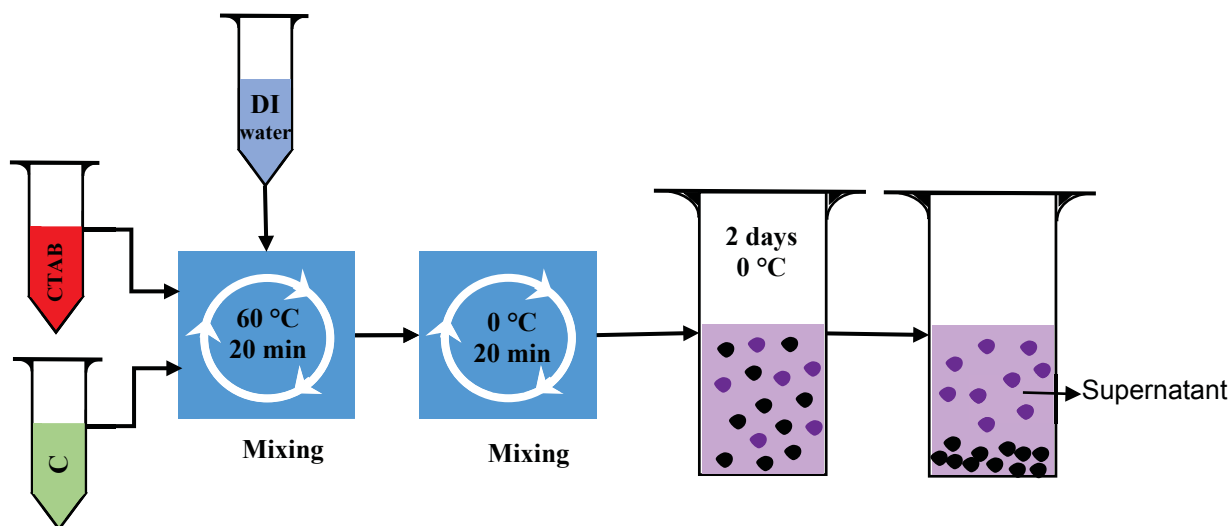 DI
water
CTAB
C
60 °C
20 min
Mixing
0 °C
20 min
Mixing
2 days
0 °C
Supernatant